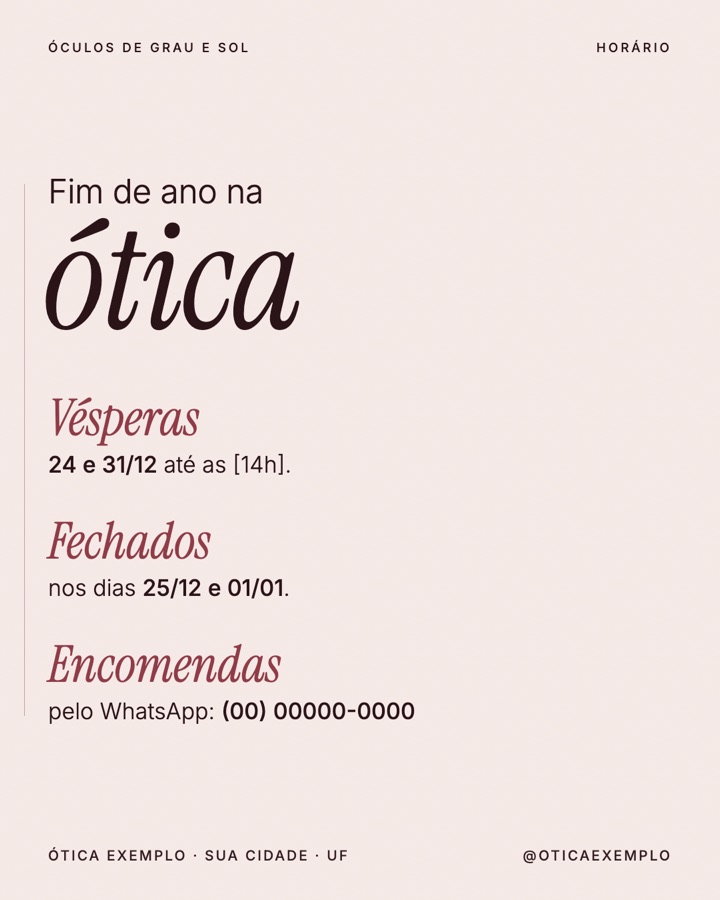 ÓCULOS DE GRAU E SOL
HORÁRIO
Fim de ano na
ótica
Vésperas
24 e 31/12 até as [14h].
Fechados
nos dias 25/12 e 01/01.
Encomendas
pelo WhatsApp: (00) 00000-0000
ÓTICA EXEMPLO · SUA CIDADE · UF
@OTICAEXEMPLO